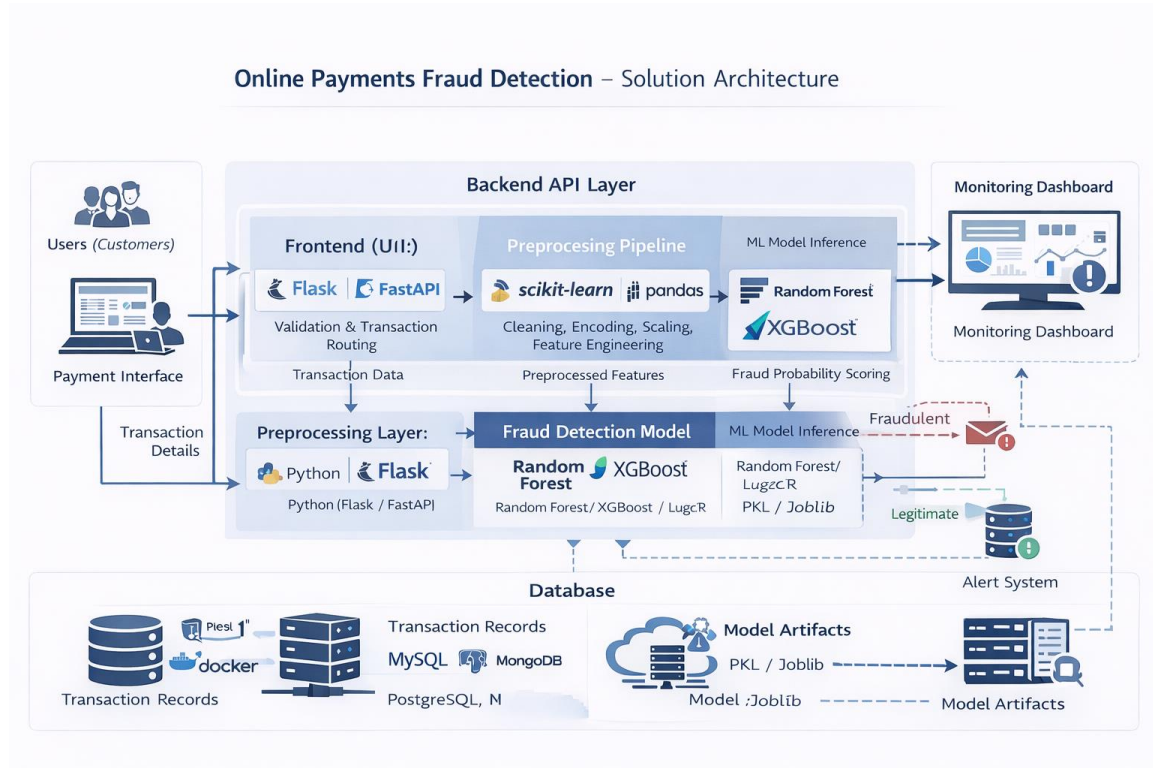 Online Payments Fraud Detection – Solution Architecture
Users (Customers)
Payment Interface
Transaction
Details
Backend API Layer
Frontend
Flask | FastAPI
Validation & Transaction
Routing
Transaction Data
Preprocesing Pipeline
scikit-learn pandas
Cleaning, Encoding, Scaling,
Feature Engineering
Preprocessed Features
ML Model Inference
Random Forest
XGBoost
Fraud Probability Scoring
Monitoring Dashboard
Monitoring Dashboard
Preprocessing Layer:
Python | Flask
Python (Flask / FastAPI
Fraud Detection Model
Random
Forest
XGBoost
Random Forest/ XGBoost /
ML Model Inference
Random Forest/
PKL / Joblib
Fraudulent
Legitimate
Alert System
Database
docker
Transaction Records
Transaction Records
MySQL MongoDB
PostgreSQL, N
Model Artifacts
PKL / Joblib
Model :Joblib
Model Artifacts